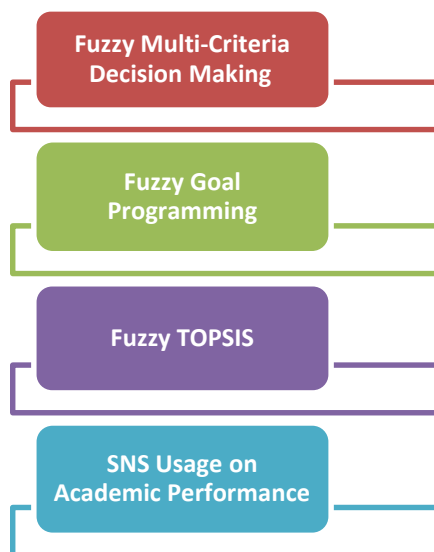 Fuzzy Multi-Criteria
Decision Making
Fuzzy Goal
Programming
Fuzzy TOPSIS
SNS Usage on
Academic Performance